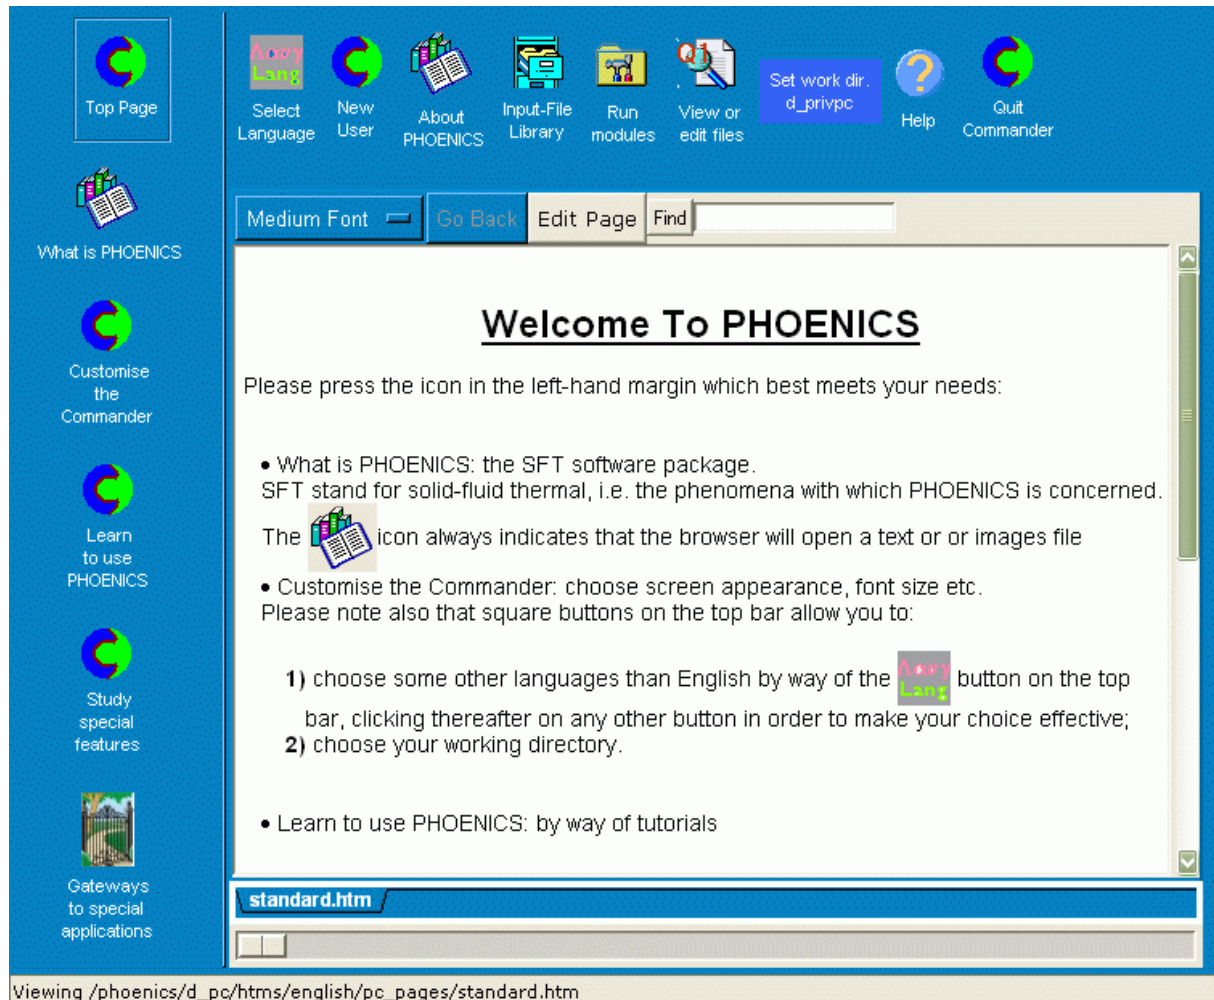 Top Page
What is PHOENICS
Customise
the
Commander
Learn
to use
PHOENICS
Study
special
features
Gateways
to special
applications
Lang
Select
Language
New
User
About
PHOENICS
Input-File
Library
Run
modules
Q1
View or
edit files
Set work dir.
d_privpc
?
Help
Quit
Commander
Medium Font
Go Back
Edit Page
Find
Welcome To PHOENICS
Please press the icon in the left-hand margin which best meets your needs:
• What is PHOENICS: the SFT software package.
SFT stand for solid-fluid thermal, i.e. the phenomena with which PHOENICS is concerned.
The icon always indicates that the browser will open a text or or images file
• Customise the Commander: choose screen appearance, font size etc.
Please note also that square buttons on the top bar allow you to:
1) choose some other languages than English by way of the Lang button on the top
bar, clicking thereafter on any other button in order to make your choice effective;
2) choose your working directory.
• Learn to use PHOENICS: by way of tutorials
standard.htm
Viewing /phoenics/d_pc/htms/english/pc_pages/standard.htm